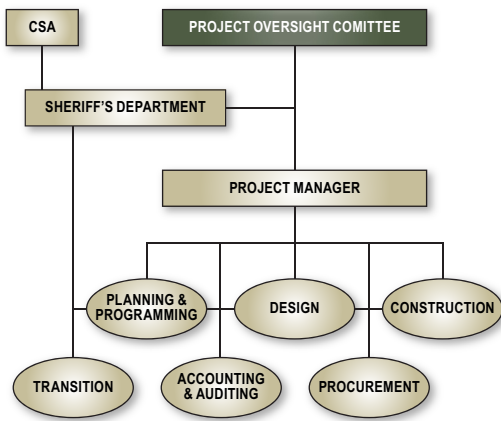 CSA
PROJECT OVERSIGHT COMITTEE
SHERIFF'S DEPARTMENT
PROJECT MANAGER
PLANNING &
PROGRAMMING
DESIGN
CONSTRUCTION
TRANSITION
ACCOUNTING
& AUDITING
PROCUREMENT